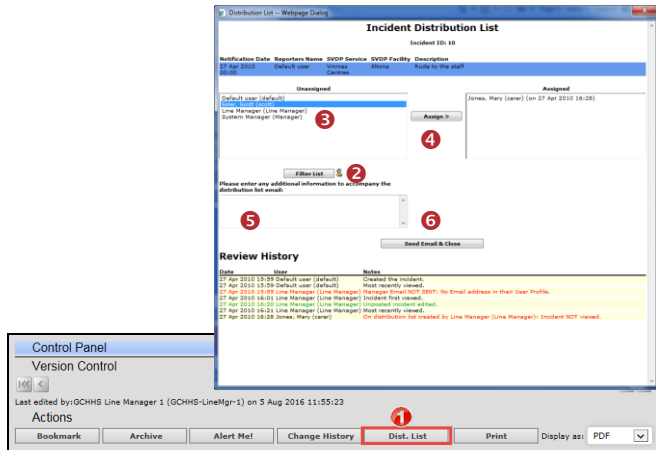 Distribution List -- Webpage Dialog
Incident Distribution List
Incident ID: 10
Notification Date Reporters Name SVDP Service SVDP Facility Description
27 Apr 2010 Default user Vinnies Altona Rude to the staff
00:00 Centres
Unassigned Assigned
Default user (default) Jones, Mary (carer) (on 27 Apr 2010 16:28)
Scott (scott)
Line Manager (Line Manager)
System Manager (Manager)
3
Assign >
4
Filter List 2
Please enter any additional information to accompany the
distribution list email:
5 6
Send Email & Close
Review History
Date User Notes
27 Apr 2010 15:59 Default user (default) Created the Incident.
27 Apr 2010 15:59 Default user (default) Most recently viewed.
27 Apr 2010 15:59 Line Manager (Line Manager) Manager Email NOT SENT: No Email address in their User Profile.
27 Apr 2010 16:01 Line Manager (Line Manager) Incident first viewed.
27 Apr 2010 16:20 Line Manager (Line Manager) Unposted incident edited.
27 Apr 2010 16:21 Line Manager (Line Manager) Most recently viewed.
27 Apr 2010 16:28 Jones, Mary (carer) On distribution list created by Line Manager (Line Manager): Incident NOT viewed.
Control Panel
Version Control
Last edited by:GCHHS Line Manager 1 (GCHHS-LineMgr-1) on 5 Aug 2016 11:55:23
Actions
1
Bookmark Archive Alert Me! Change History Dist. List Print Display as: PDF